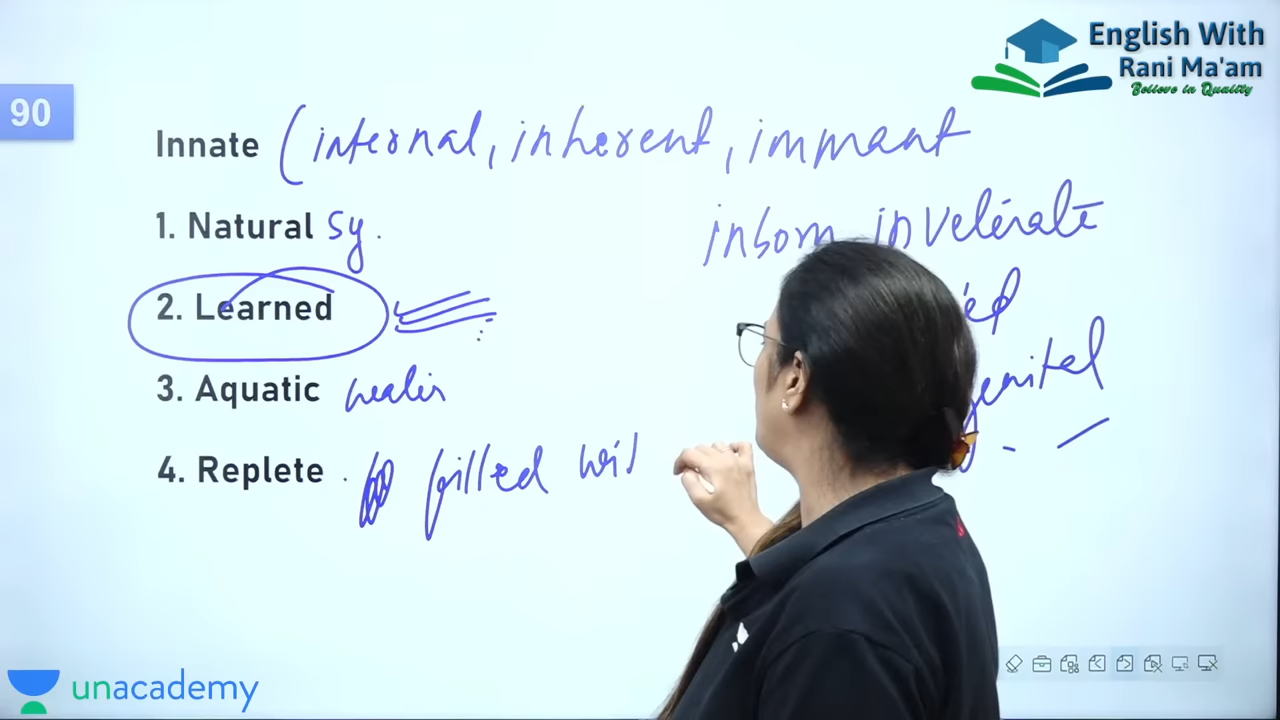 English With
Rani Ma'am
Believe in Quality
90
Innate (internal, inherent, immant
inborn inveterate
1. Natural sy.
2. Learned
3. Aquatic water
4. Replete . filled wit
unacademy